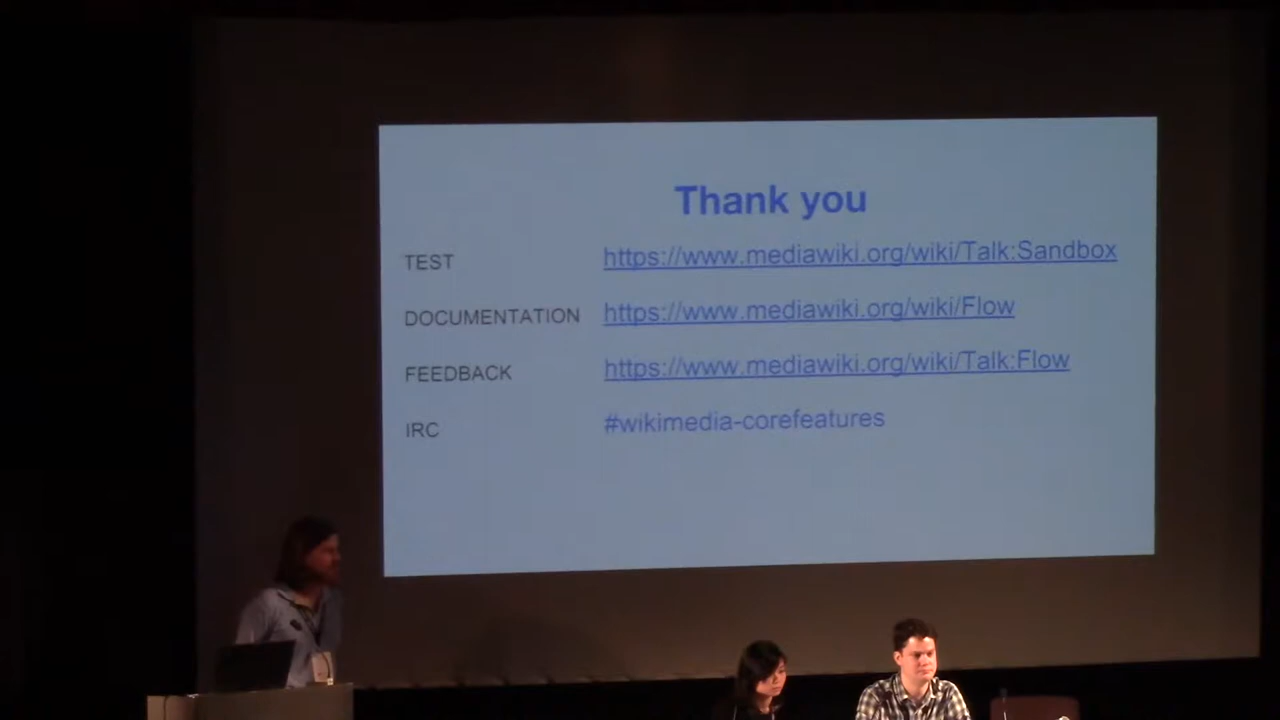 Thank you
TEST https://www.mediawiki.org/wiki/Talk:Sandbox
DOCUMENTATION https://www.mediawiki.org/wiki/Flow
FEEDBACK https://www.mediawiki.org/wiki/Talk:Flow
IRC #wikimedia-corefeatures